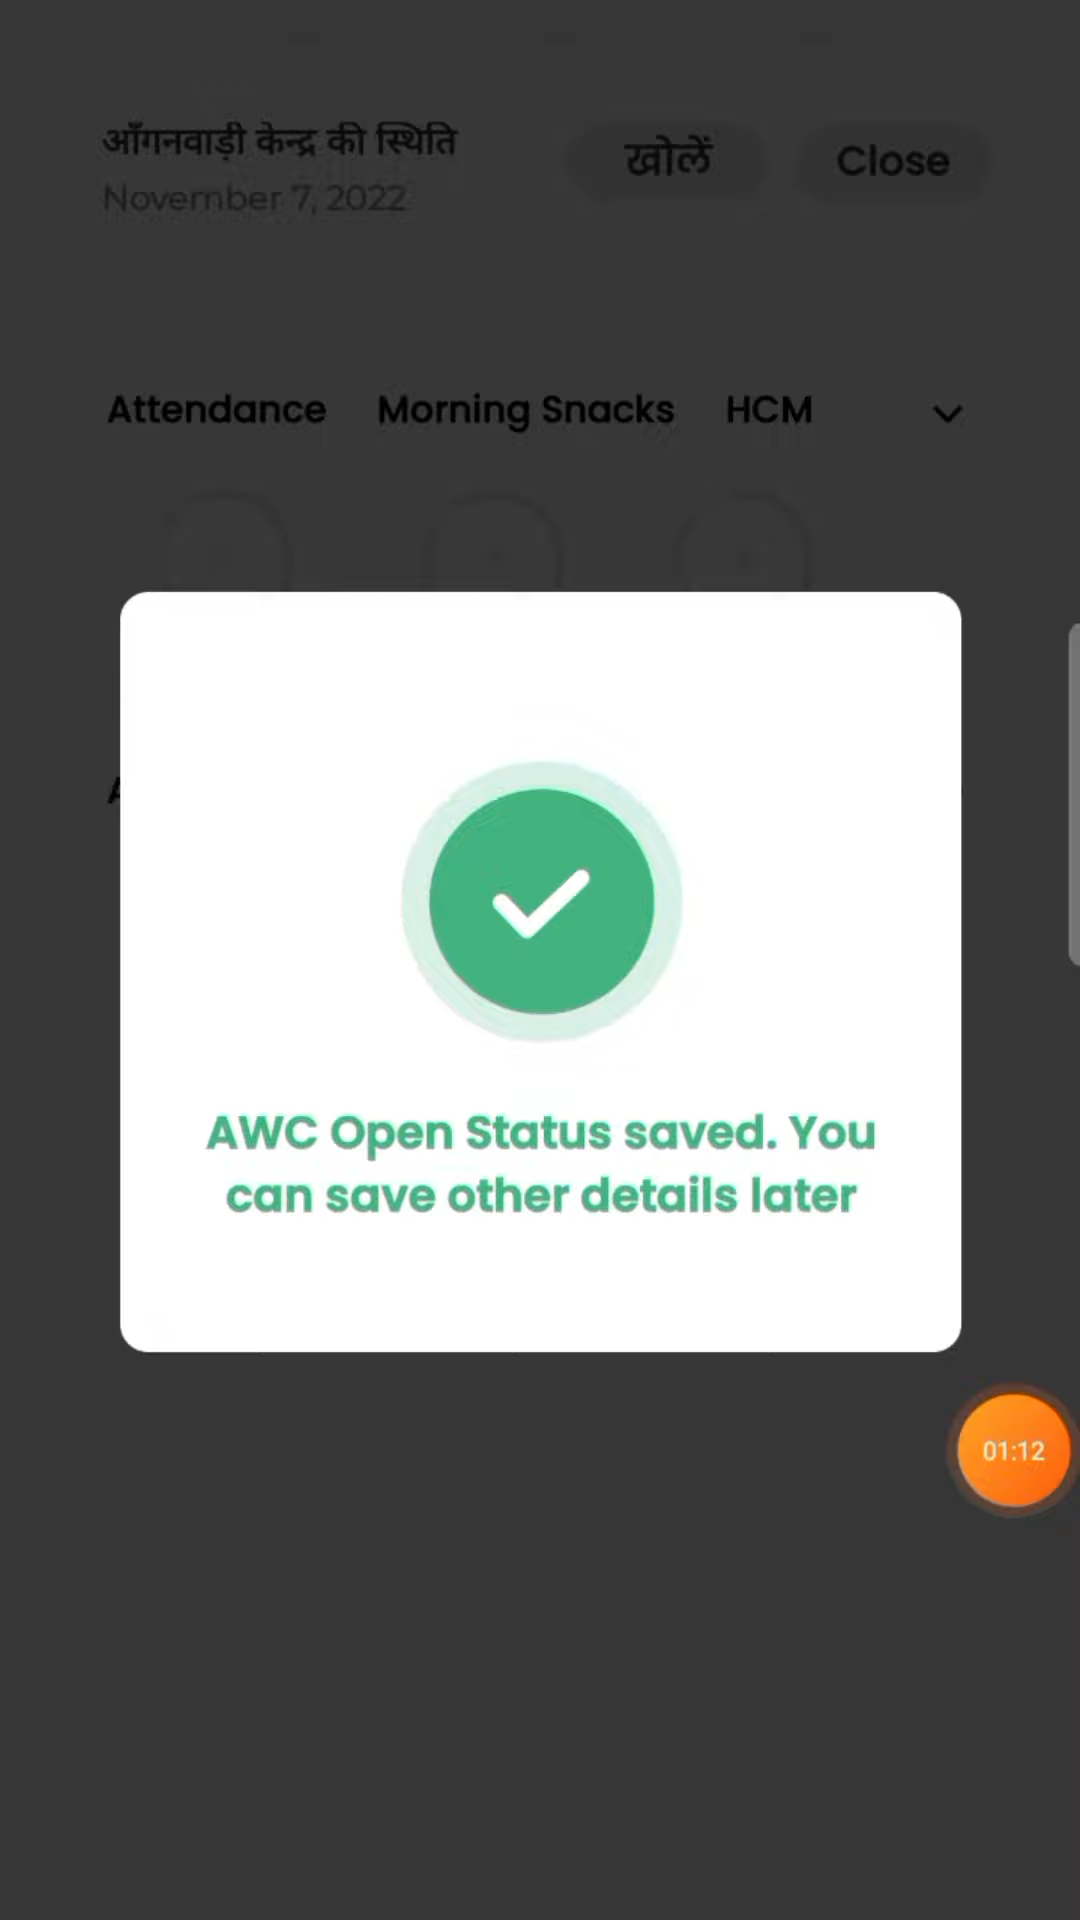 आँगनवाड़ी केन्द्र की स्थिति
खोलें
Close
November 7, 2022
Attendance Morning Snacks HCM
AWC Open Status saved. You
can save other details later
01:12